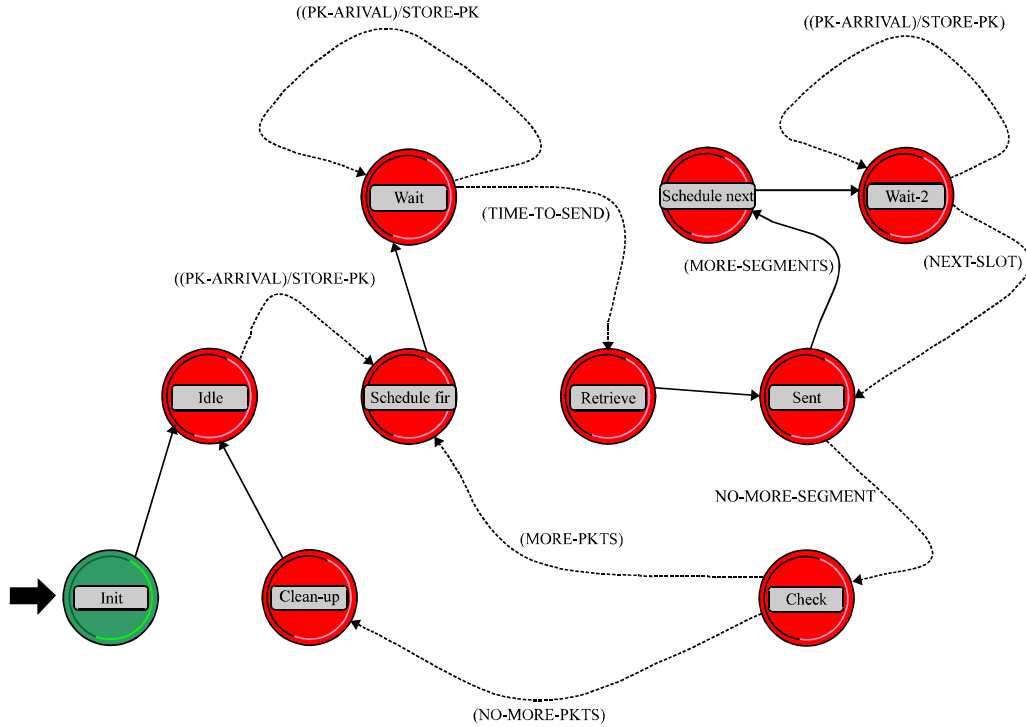 ((PK-ARIVAL)/STORE-PK
((PK-ARRIVAL)/STORE-PK)
Wait
Schedule next
Wait-2
(TIME-TO-SEND)
(MORE-SEGMENTS)
(NEXT-SLOT)
((PK-ARRIVAL)/STORE-PK)
Idle
Schedule fir
Retrieve
Sent
NO-MORE-SEGMENT
(MORE-PKTS)
Init
Clean-up
Check
(NO-MORE-PKTS)